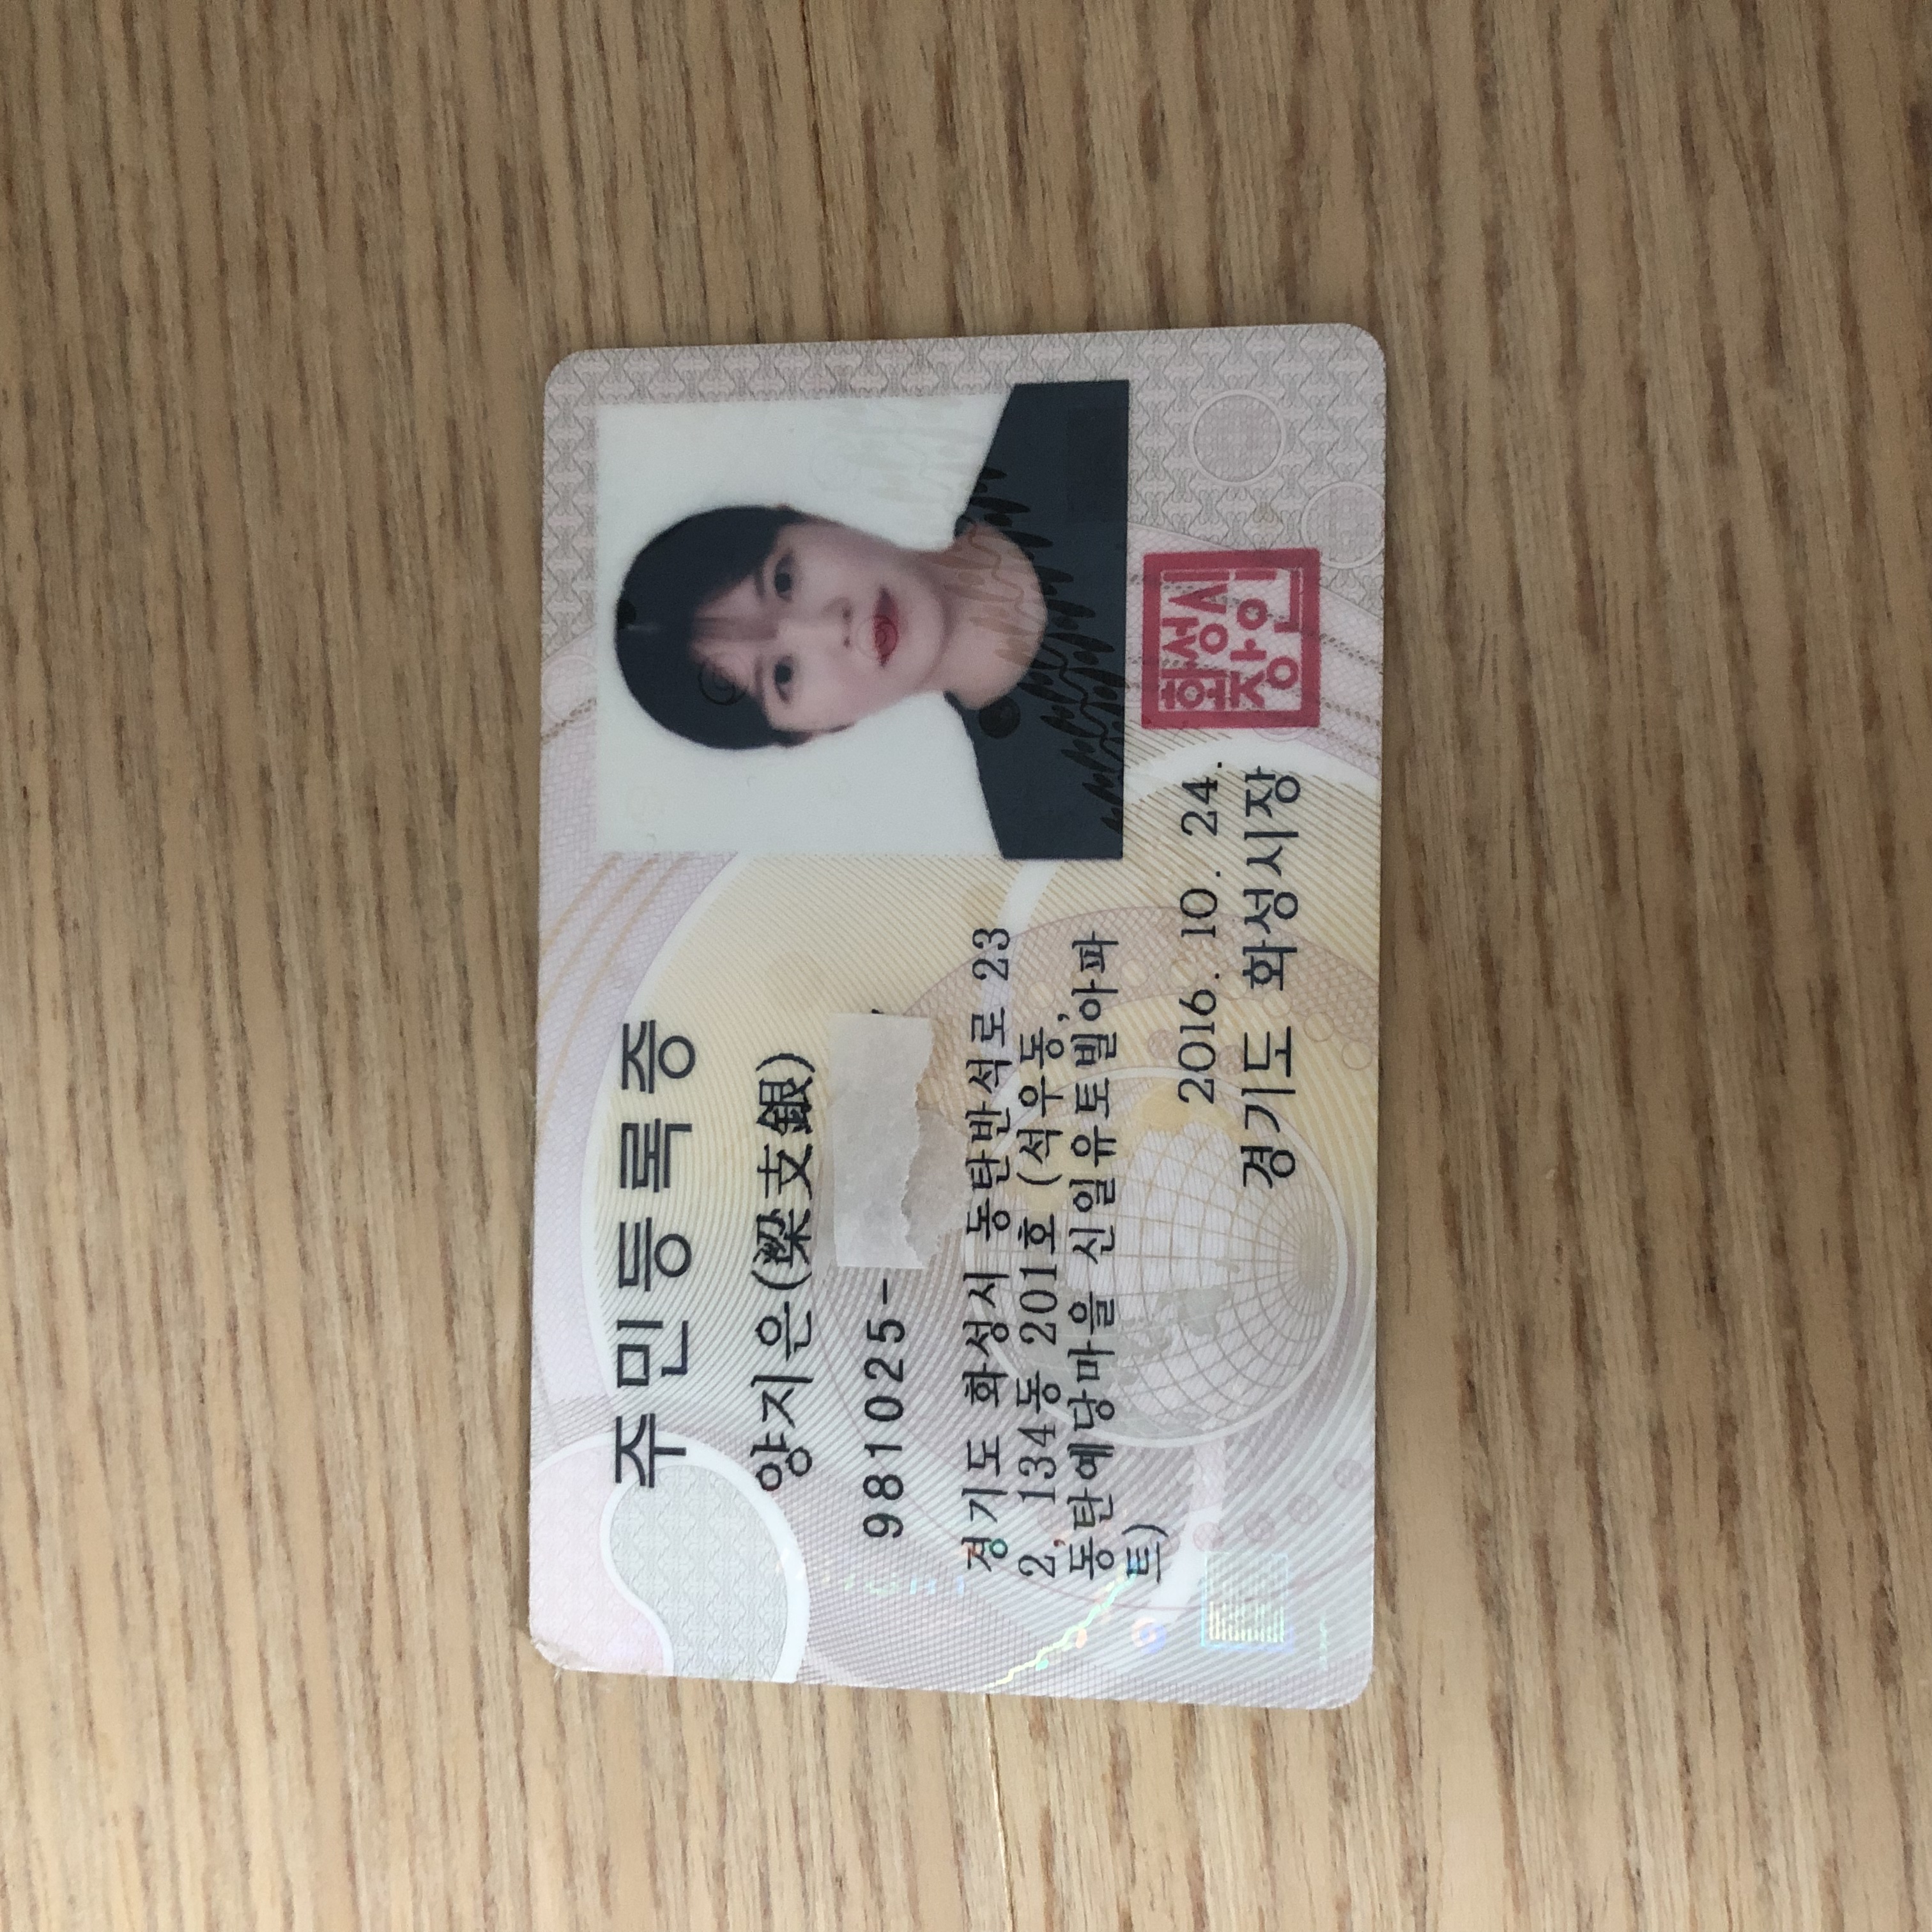 주민등록증
양지은(梁支銀)
981025-
경기도 화성시 동탄반석로 23
2, 134동 201호 (석우동,
동탄예당마을 신일유토빌아파
트)
2016. 10. 24.
경기도 화성시장
화성시
장인